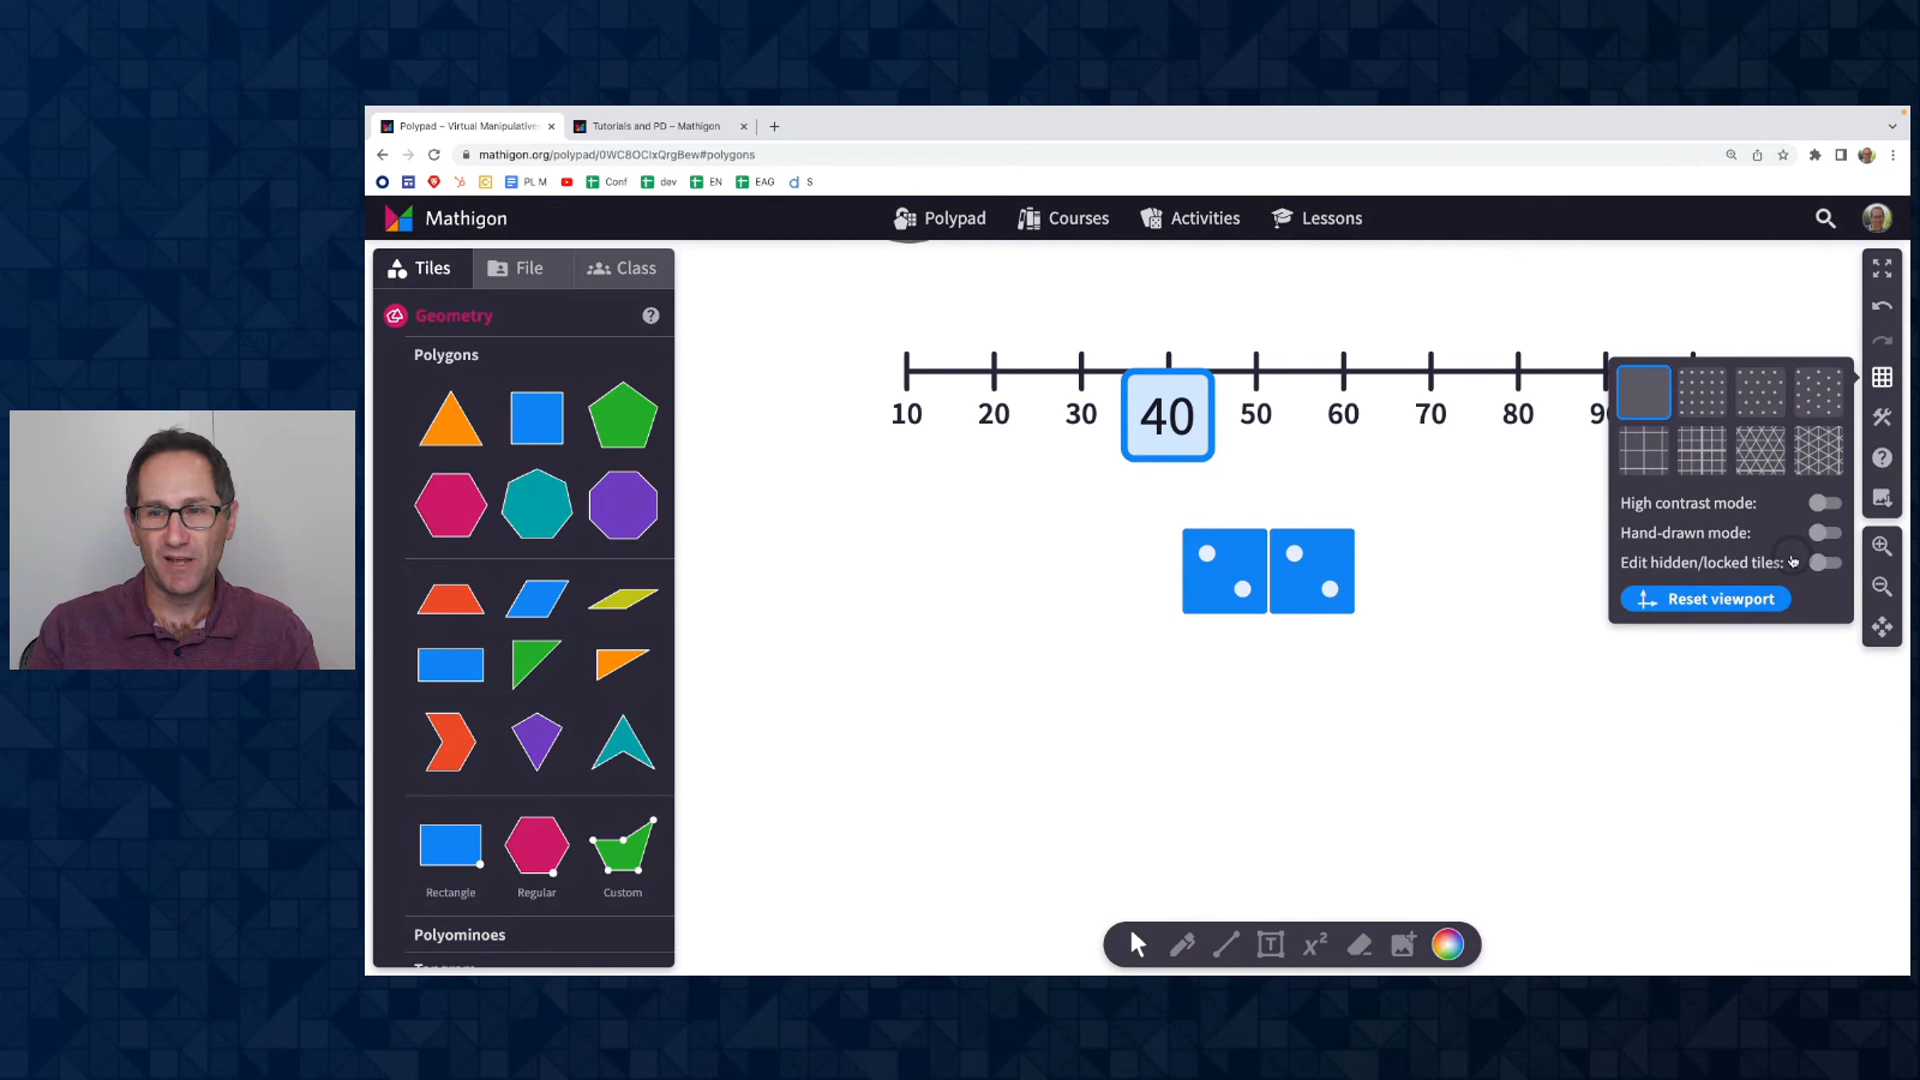 Polypad – Virtual Manipulatives
Tutorials and PD – Mathigon
mathigon.org/polypad/0WC8OClxQrgBew#polygons
PL M
Conf
dev
EN
EAG
S
Mathigon
Polypad
Courses
Activities
Lessons
Tiles
File
Class
Geometry
Polygons
10 20 30 40 50 60 70 80
High contrast mode:
Hand-drawn mode:
Edit hidden/locked tiles:
Reset viewport
Rectangle
Regular
Custom
Polyominoes
T
x²